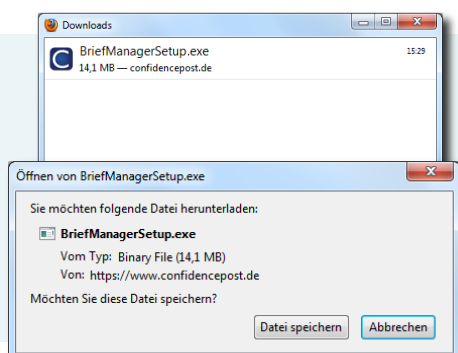 Downloads
BriefManagerSetup.exe
15:29
14,1 MB — confidencepost.de
Öffnen von BriefManagerSetup.exe
Sie möchten folgende Datei herunterladen:
BriefManagerSetup.exe
Vom Typ: Binary File (14,1 MB)
Von: https://www.confidencepost.de
Möchten Sie diese Datei speichern?
Datei speichern Abbrechen